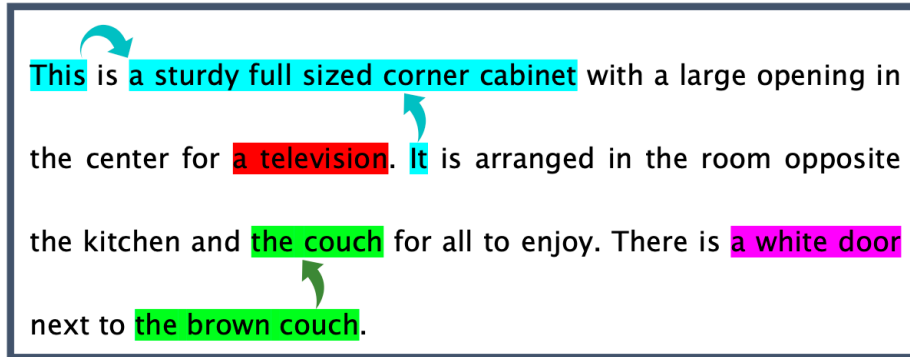 This is a sturdy full sized corner cabinet with a large opening in
the center for a television. It is arranged in the room opposite
the kitchen and the couch for all to enjoy. There is a white door
next to the brown couch.